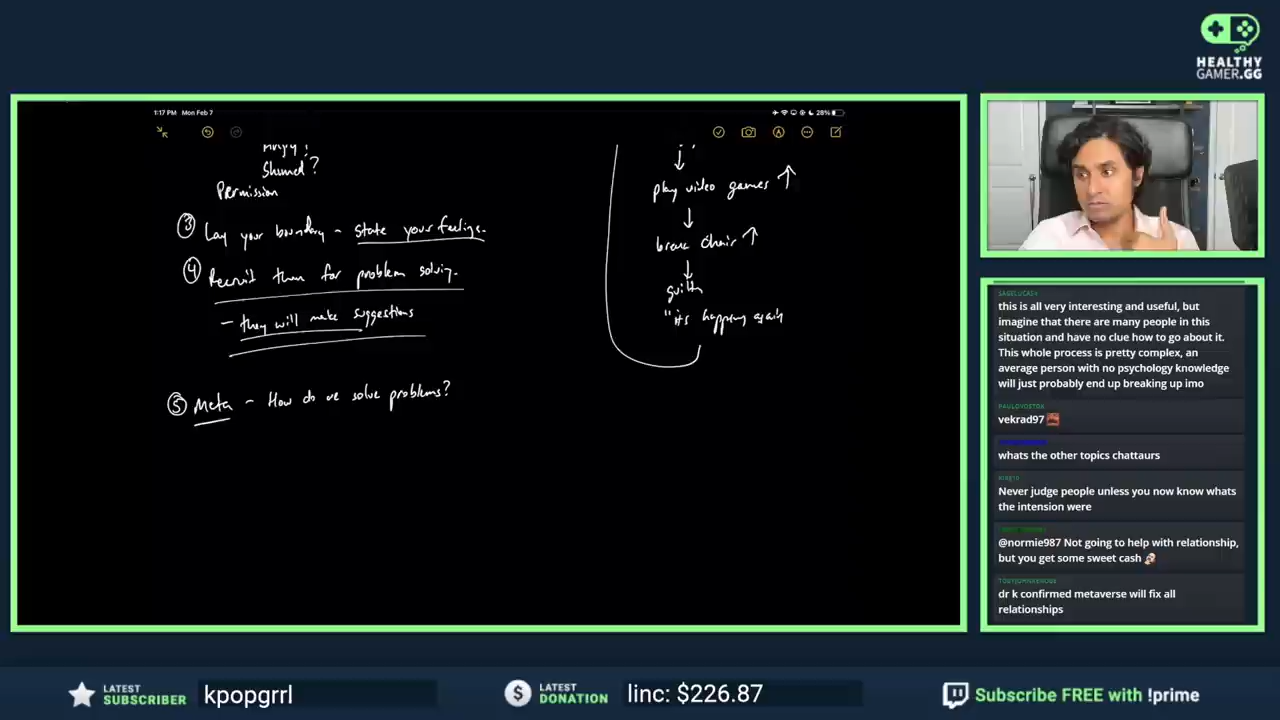 HEALTHY
GAMER.GG
1:17 PM Mon Feb 7
28%
Angry?
Shamed?
Permission
③ Lay your boundary - state your feelings.
④ Recruit them for problem solving.
- they will make suggestions
⑤ Meta - How do we solve problems?
play video games ↑
↓
broke chair ↑
↓
guilty
"it's happening again
SAGELUCASH
this is all very interesting and useful, but
imagine that there are many people in this
situation and have no clue how to go about it.
This whole process is pretty complex, an
average person with no psychology knowledge
will just probably end up breaking up imo
vekrad97
whats the other topics chattaurs
Never judge people unless you now know whats
the intension were
@normie987 Not going to help with relationship,
but you get some sweet cash
dr k confirmed metaverse will fix all
relationships
LATEST
SUBSCRIBER
kpopgrrl
$
LATEST
DONATION
linc: $226.87
Subscribe FREE with !prime